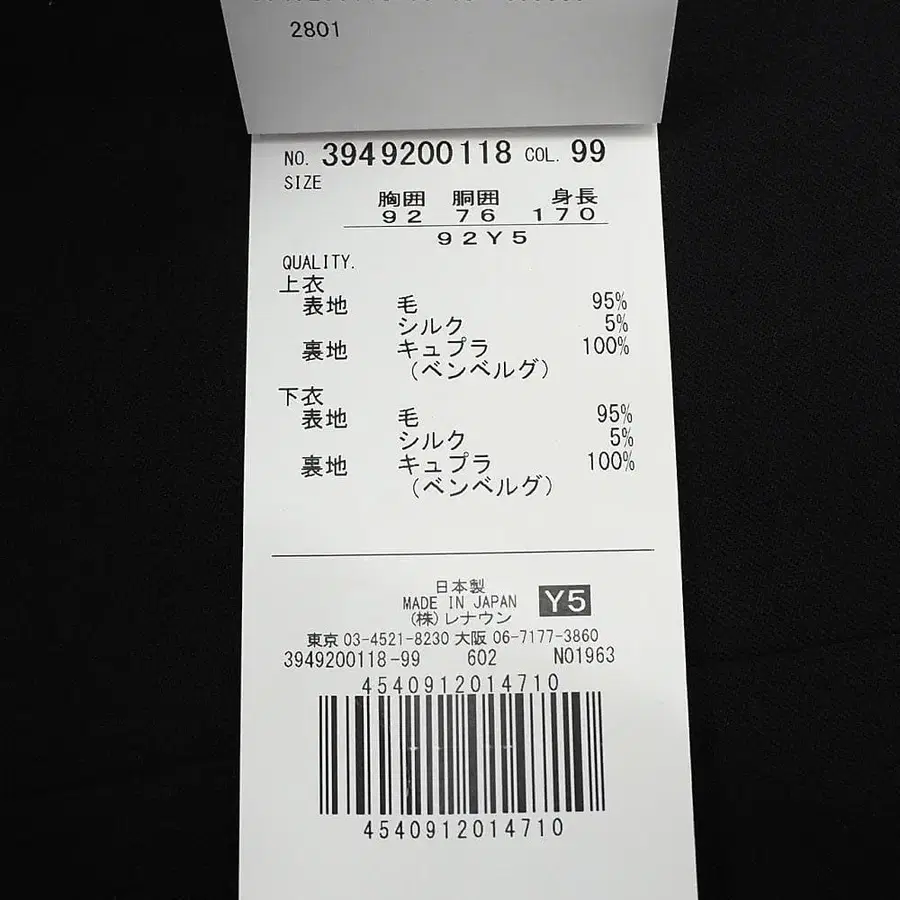 2801
NO. 3949200118 COL. 99
SIZE
胸囲 胴囲 身長
92 76 170
92Y5
QUALITY.
上衣
表地 毛 95%
シルク 5%
裏地 キュプラ 100%
（ベンベルグ）
下衣
表地 毛 95%
シルク 5%
裏地 キュプラ 100%
（ベンベルグ）
日本製
MADE IN JAPAN Y5
(株)レナウン
東京 03-4521-8230 大阪 06-7177-3860
3949200118-99 602 N01963
4540912014710
4540912014710